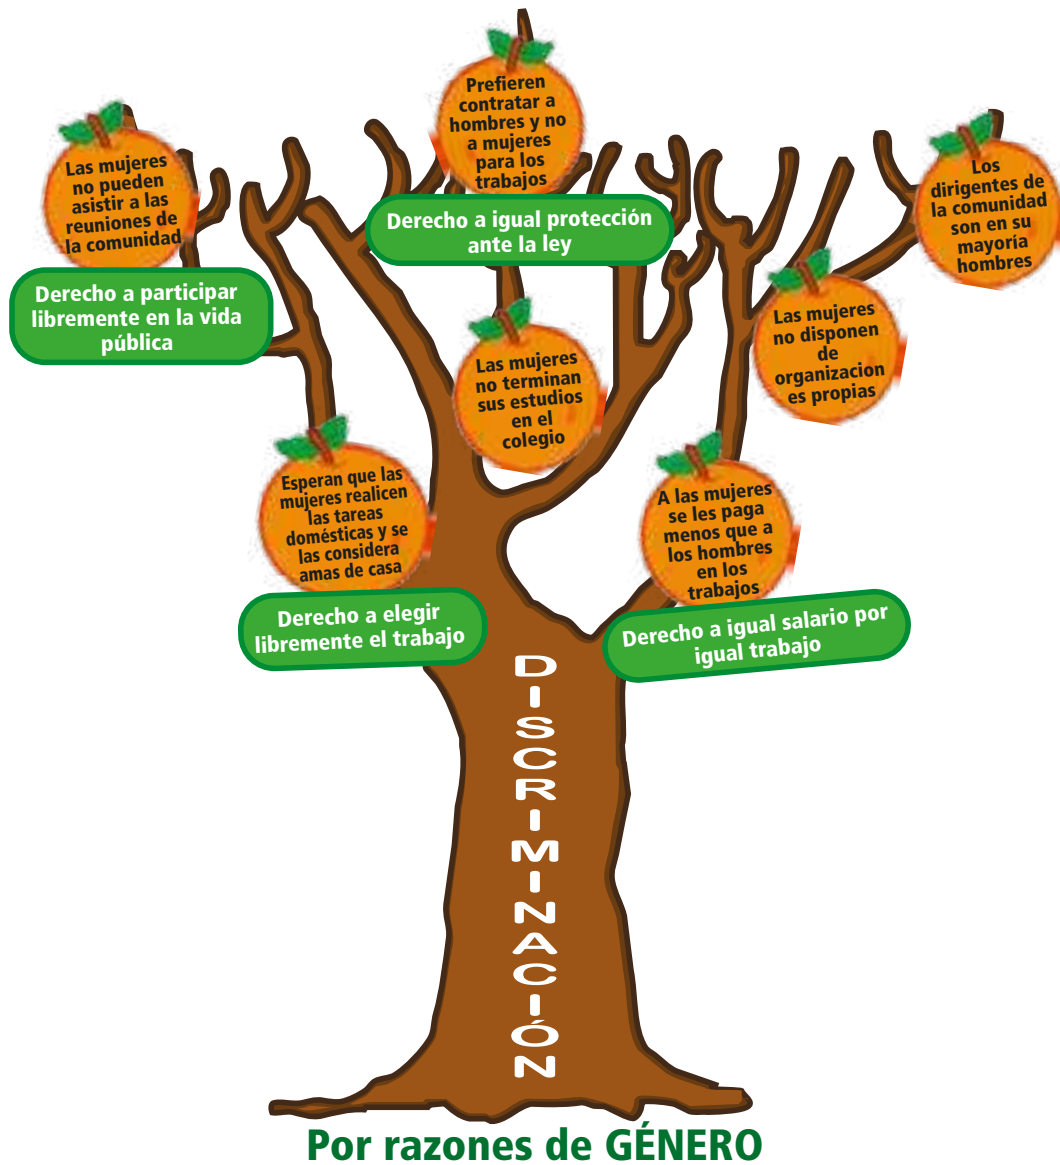 Prefieren
contratar a
hombres y no
a mujeres
para los
trabajos
Derecho a igual protección
ante la ley
Las mujeres
no pueden
asistir a las
reuniones de
la comunidad
Derecho a participar
libremente en la vida
pública
Los
dirigentes de
la comunidad
son en su
mayoría
hombres
Las mujeres
no disponen
de
organizacion
es propias
Las mujeres
no terminan
sus estudios
en el
colegio
Esperan que las
mujeres realicen
las tareas
domésticas y se
las considera
amas de casa
Derecho a elegir
libremente el trabajo
A las mujeres
se les paga
menos que a
los hombres
en los
trabajos
Derecho a igual salario por
igual trabajo
DISCRIMINACIÓN
Por razones de GÉNERO